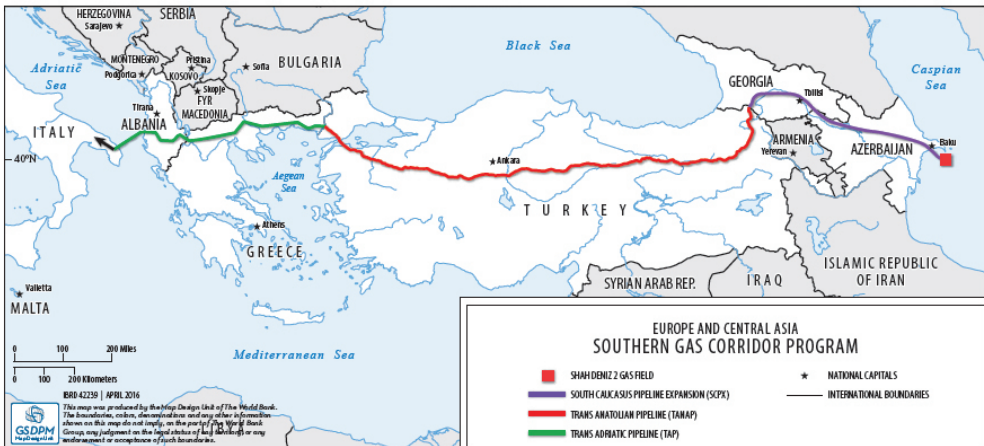 HERZEGOVINA
Sarajevo
SERBIA
MONTENEGRO
Podgorica
Pristina
KOSOVO
Sofia
BULGARIA
Black Sea
GEORGIA
Tbilisi
Caspian
Sea
Adriatic
Sea
Skopje
FYR
MACEDONIA
Tirana
ALBANIA
ITALY
40°N
ARMENIA
Yerevan
AZERBAIJAN
Baku
Ankara
Aegean
Sea
TURKEY
Athens
GREECE
ISLAMIC REPUBLIC
OF IRAN
SYRIAN ARAB REP.
IRAQ
Valletta
MALTA
Mediterranean Sea
0 100 200 Miles
0 100 200 Kilometers
IBRD 42239 | APRIL 2016
GSDPM
Map Design Unit
This map was produced by the Map Design Unit of The World Bank.
The boundaries, colors, denominations and any other information
shown on this map do not imply, on the part of The World Bank
Group, any judgment on the legal status of any territory, or any
endorsement or acceptance of such boundaries.
EUROPE AND CENTRAL ASIA
SOUTHERN GAS CORRIDOR PROGRAM
SHAH DENIZ 2 GAS FIELD
SOUTH CAUCASUS PIPELINE EXPANSION (SCPX)
TRANS ANATOLIAN PIPELINE (TANAP)
TRANS ADRIATIC PIPELINE (TAP)
NATIONAL CAPITALS
INTERNATIONAL BOUNDARIES